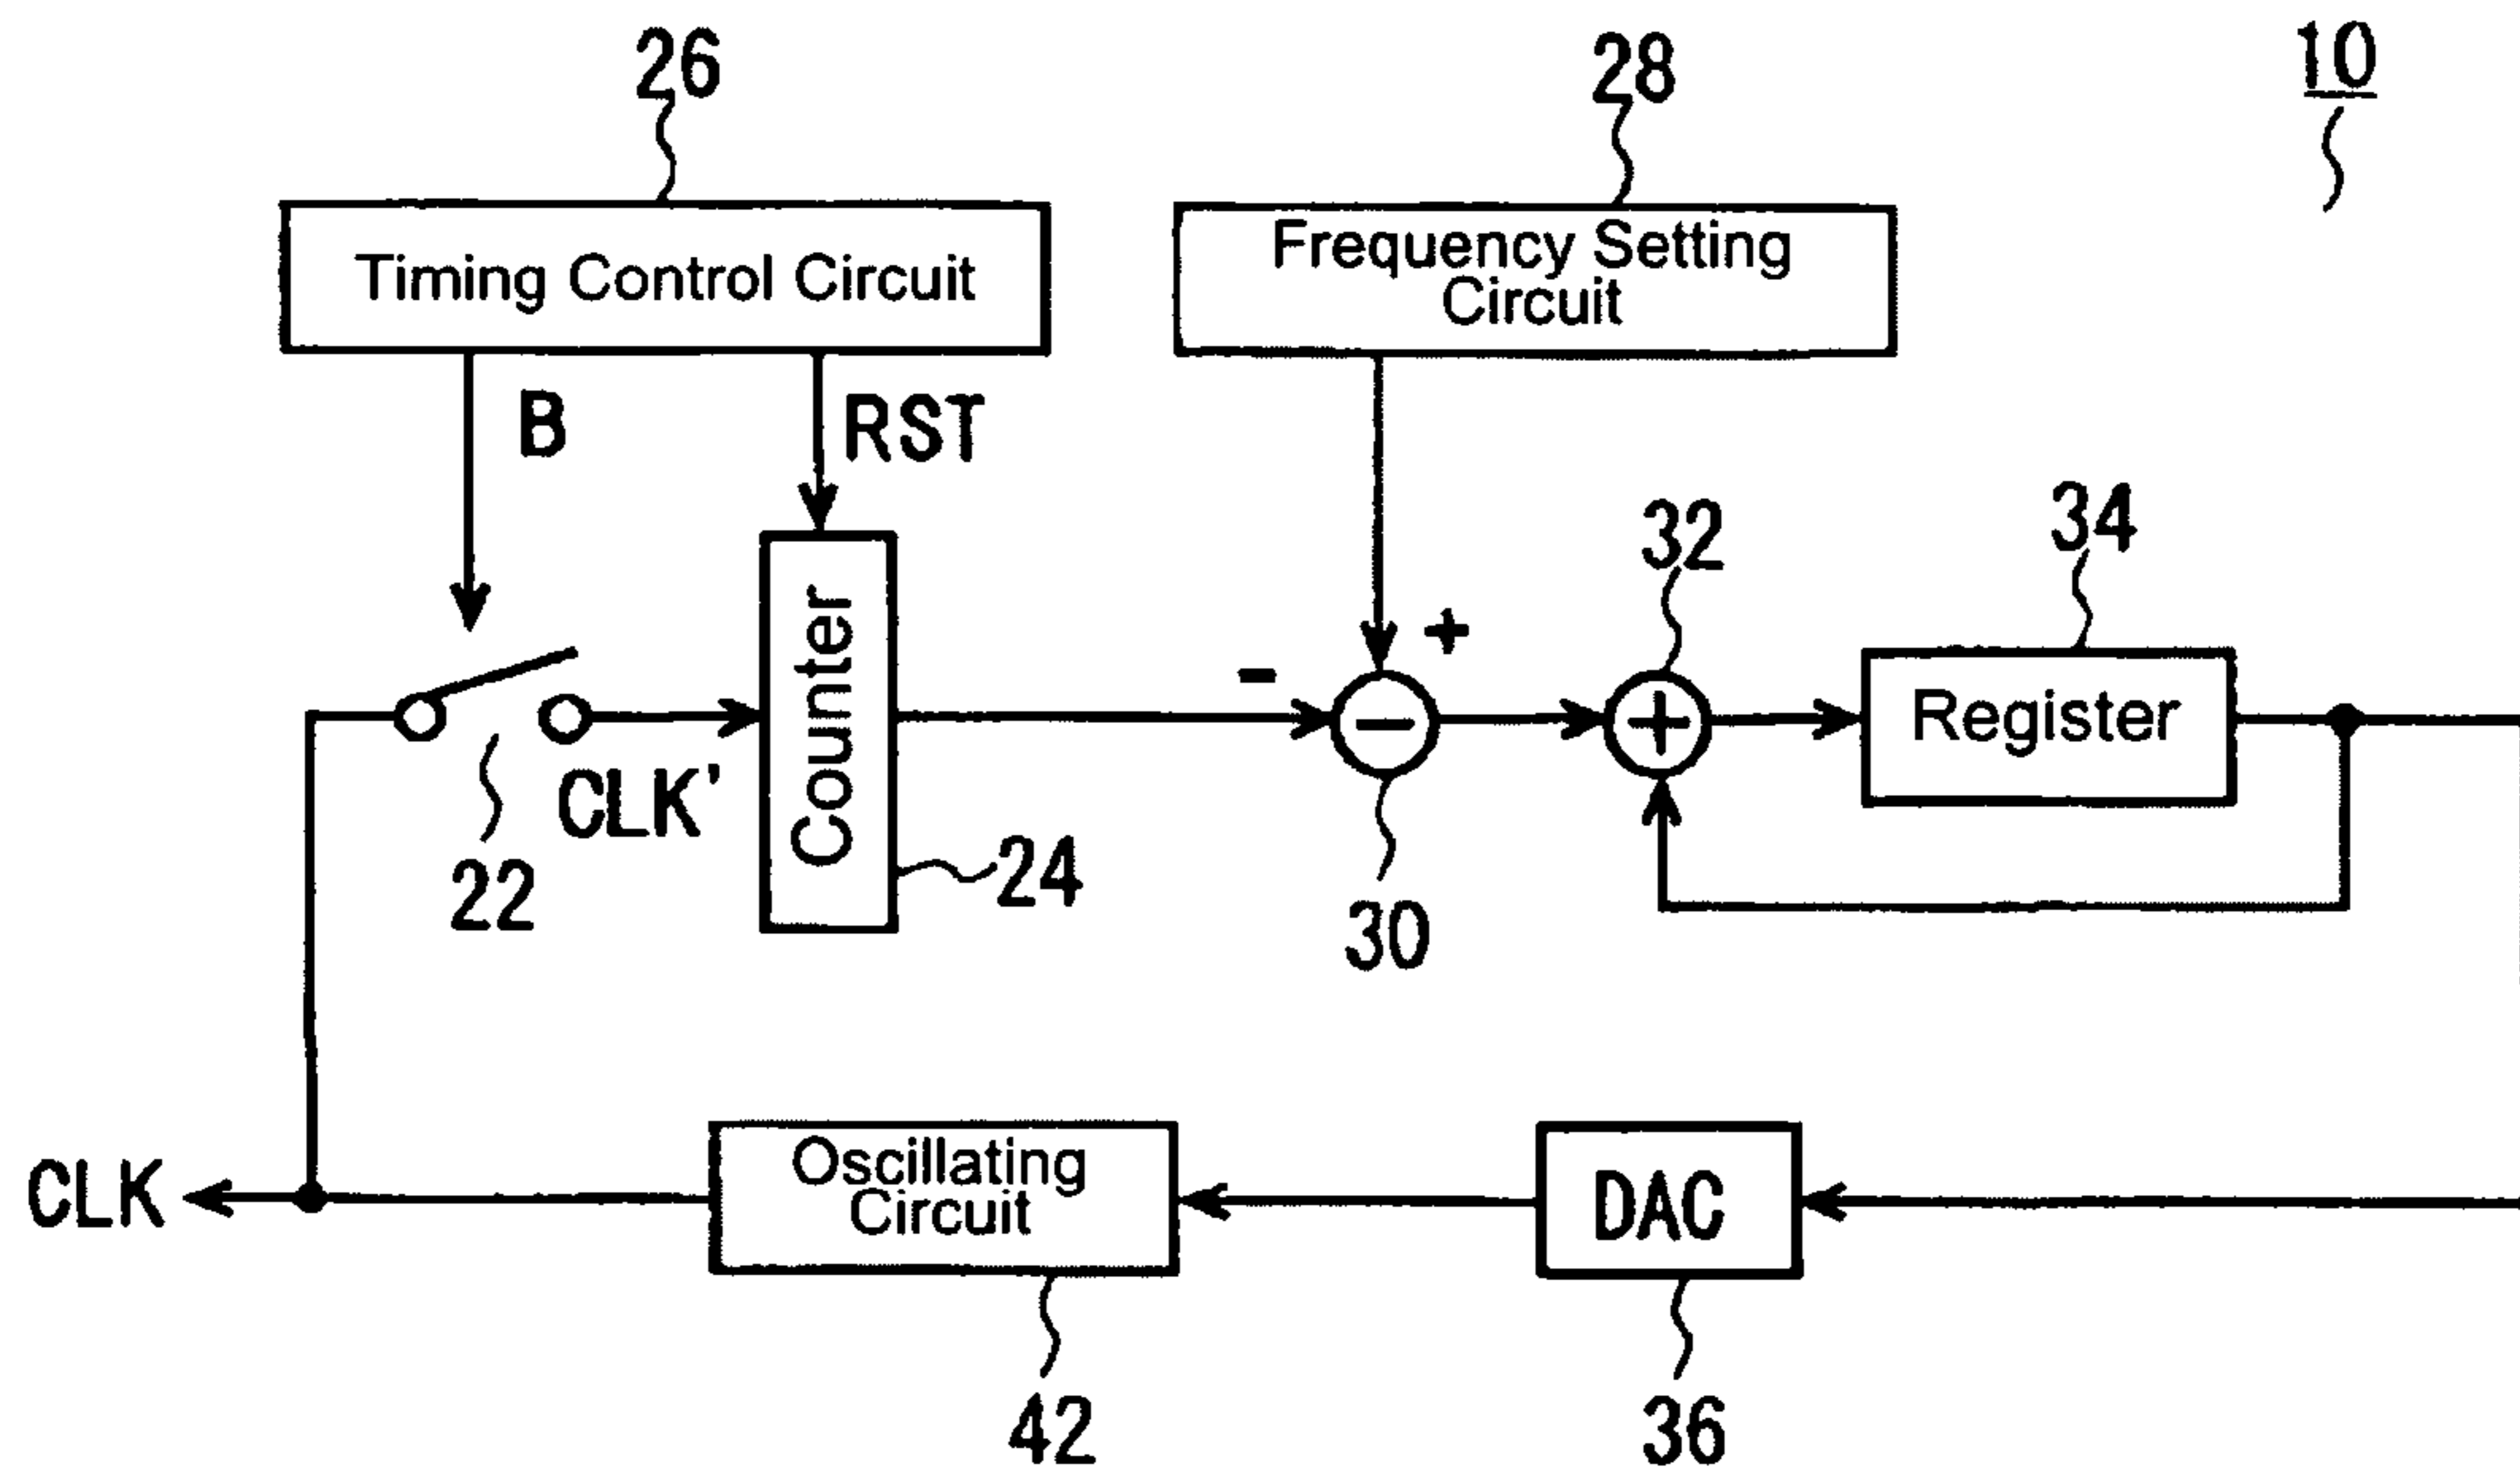 26
28
10
Timing Control Circuit
Frequency Setting
Circuit
B
RST
32
34
+
-
Counter
-
+
Register
CLK'
22
24
30
CLK
Oscillating
Circuit
DAC
42
36